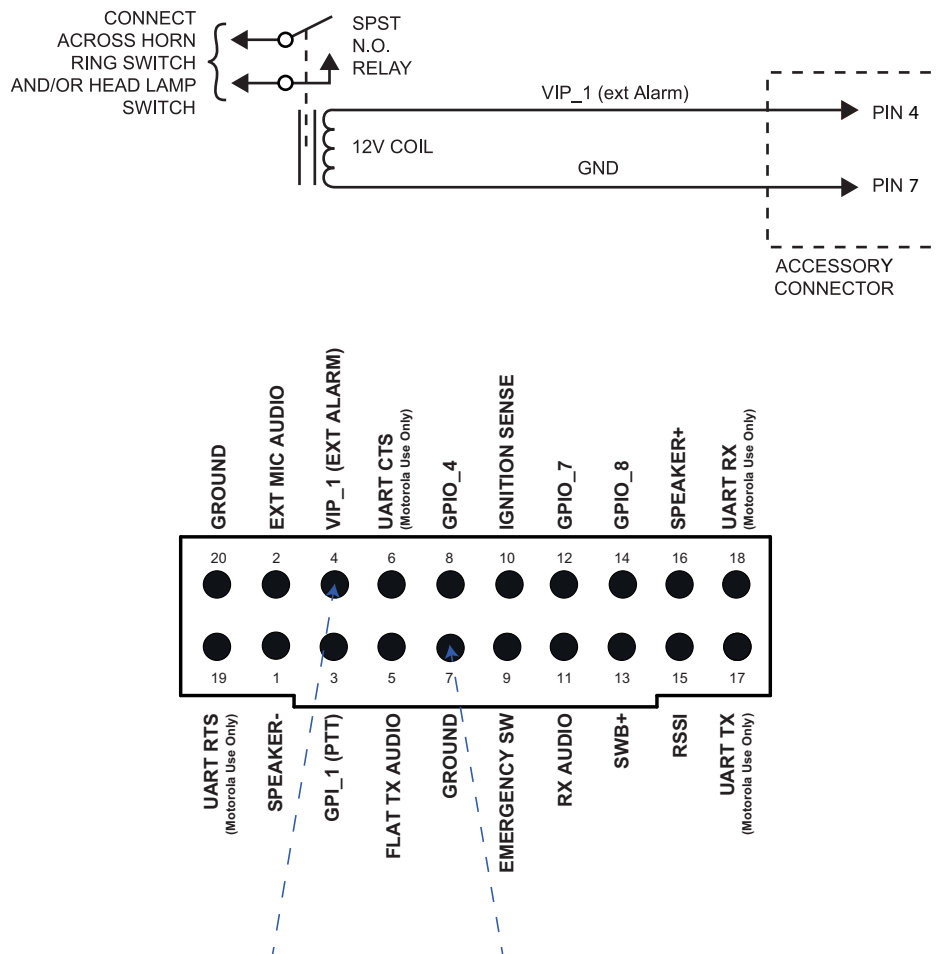 CONNECT
ACROSS HORN
RING SWITCH
AND/OR HEAD LAMP
SWITCH
SPST
N.O.
RELAY
12V COIL
VIP_1 (ext Alarm)
GND
PIN 4
PIN 7
ACCESSORY
CONNECTOR
GROUND
EXT MIC AUDIO
VIP_1 (EXT ALARM)
UART CTS
(Motorola Use Only)
GPIO_4
IGNITION SENSE
GPIO_7
GPIO_8
SPEAKER+
UART RX
(Motorola Use Only)
20 2 4 6 8 10 12 14 16 18
19 1 3 5 7 9 11 13 15 17
UART RTS
(Motorola Use Only)
SPEAKER-
GPI_1 (PTT)
FLAT TX AUDIO
GROUND
EMERGENCY SW
RX AUDIO
SWB+
RSSI
UART TX
(Motorola Use Only)